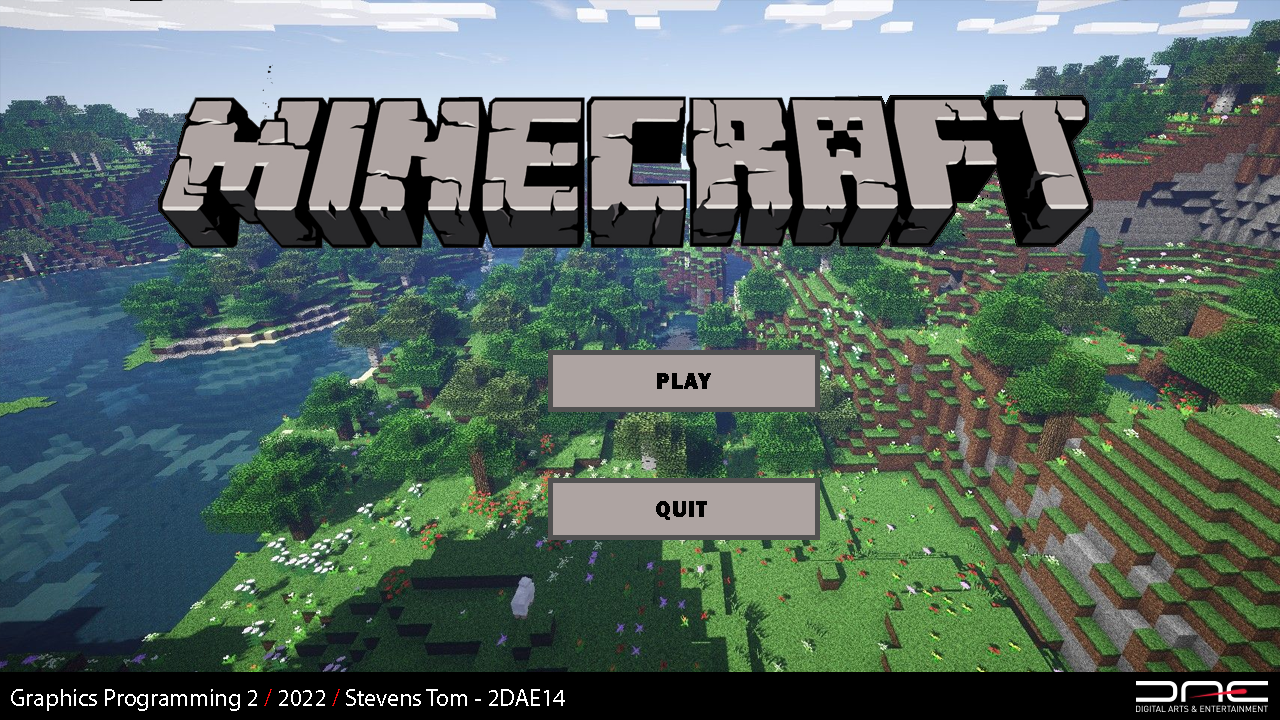 MINECRAFT
PLAY
QUIT
Graphics Programming 2 / 2022 / Stevens Tom - 2DAE14
DAE
DIGITAL ARTS & ENTERTAINMENT